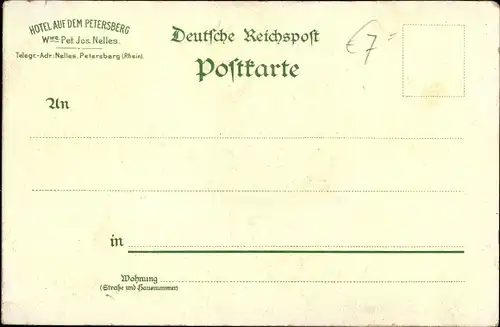 HOTEL AUF DEM PETERSBERG
Wwe. Pet. Jos. Nelles.
Telegr.-Adr: Nelles, Petersberg (Rhein).
Deutsche Reichspost
Postkarte
€ 7.-
An
in
Wohnung
(Straße und Hausnummer)